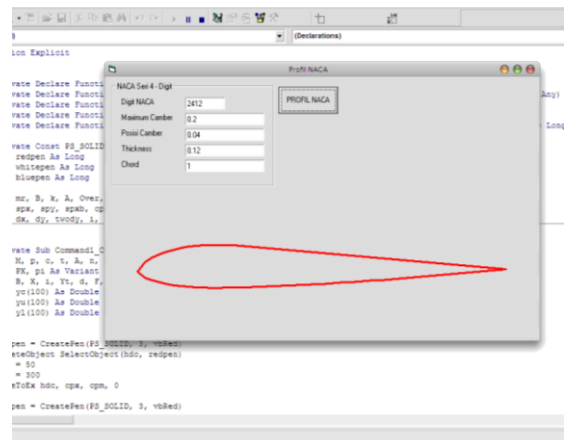 (Declarations)
ion Explicit
Profil NACA
NACA Seri 4 - Digit
Digit NACA 2412
PROFIL NACA
Maximum Camber 0.2
Posisi Camber 0.04
Thickness 0.12
Chord 1
vate Declare Functi
Any)
vate Declare Functi
vate Declare Functi
vate Declare Functi
vate Declare Functi
Long
vate Const PS_SOLID
redpen As Long
whitepen As Long
bluepen As Long
mr, B, k, A, Over,
spx, spy, spxb, op
dx, dy, twody, i,
vate Sub Command1_C
M, p, c, t, A, n,
PX, pi As Variant
B, X, i, Yt, d, F,
yc(100) As Double
yu(100) As Double
yl(100) As Double
pen = CreatePen(PS_SOLID, 3, vbRed)
teObject SelectObject(hdc, redpen)
= 50
= 300
eToEx hdc, cpx, cpm, 0
pen = CreatePen(PS_SOLID, 3, vbRed)